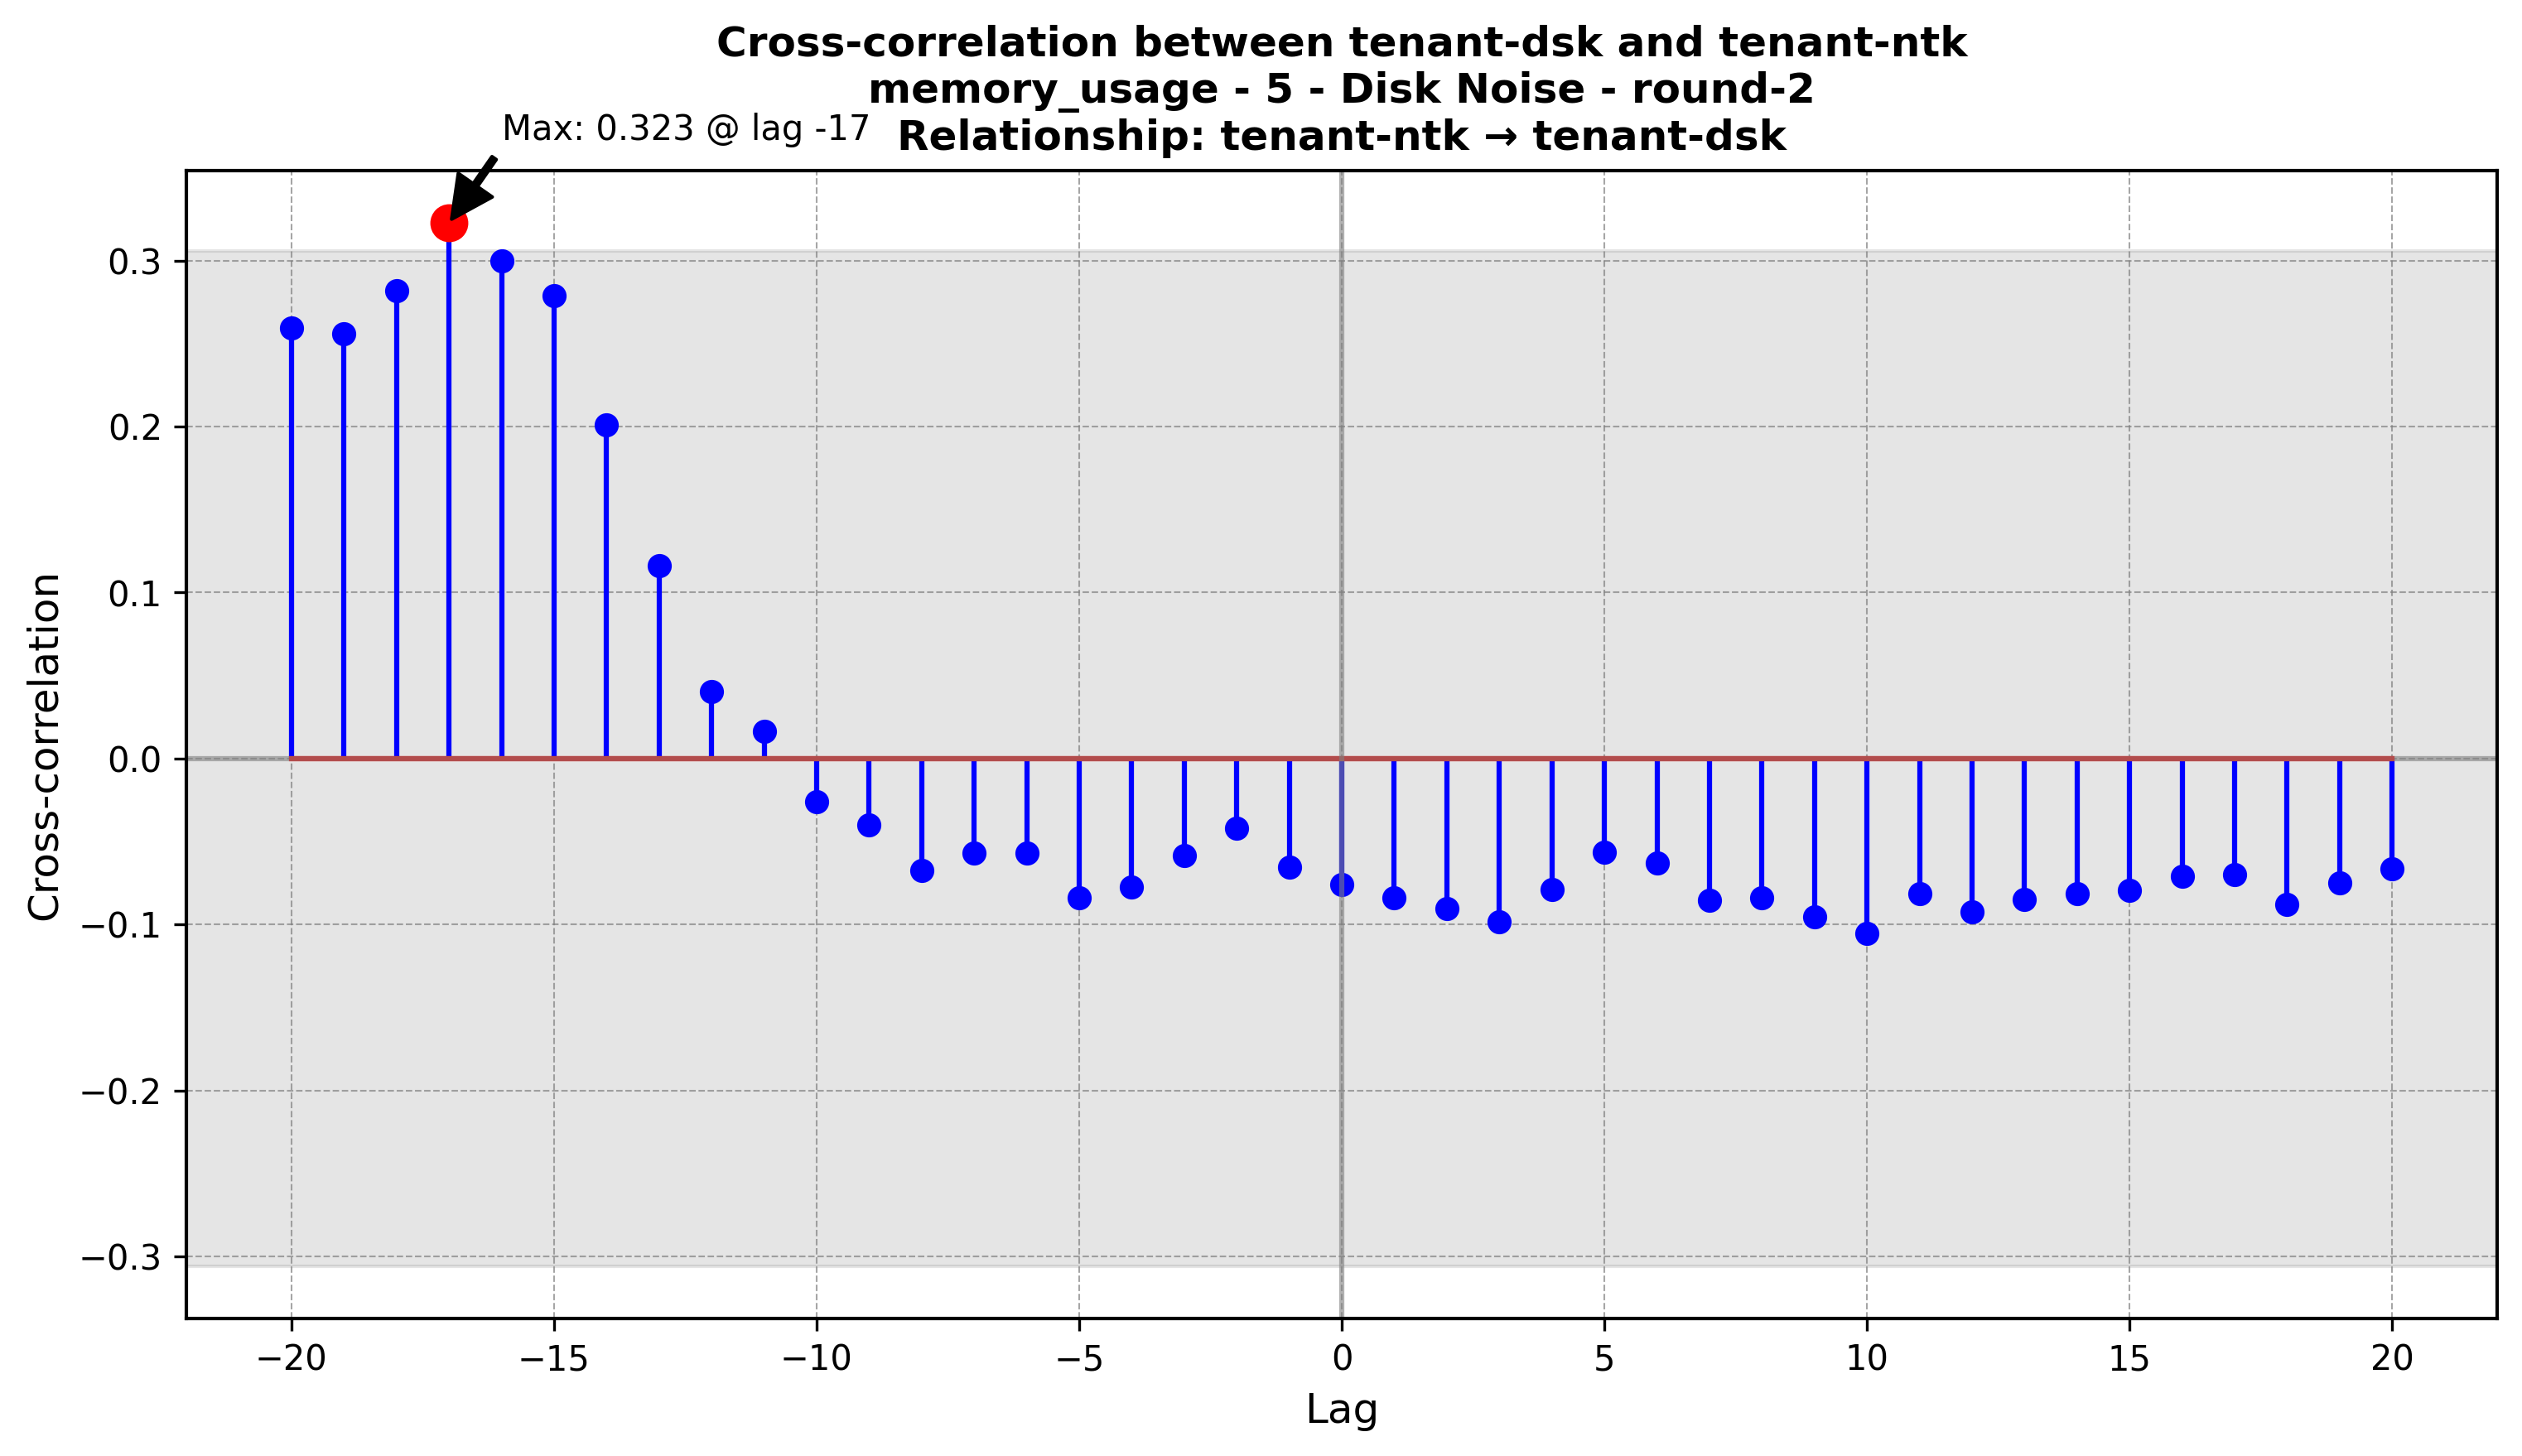 Cross-correlation between tenant-dsk and tenant-ntk
memory_usage - 5 - Disk Noise - round-2
Relationship: tenant-ntk → tenant-dsk
Max: 0.323 @ lag -17
Cross-correlation
0.3
0.2
0.1
0.0
−0.1
−0.2
−0.3
−20
−15
−10
−5
0
5
10
15
20
Lag